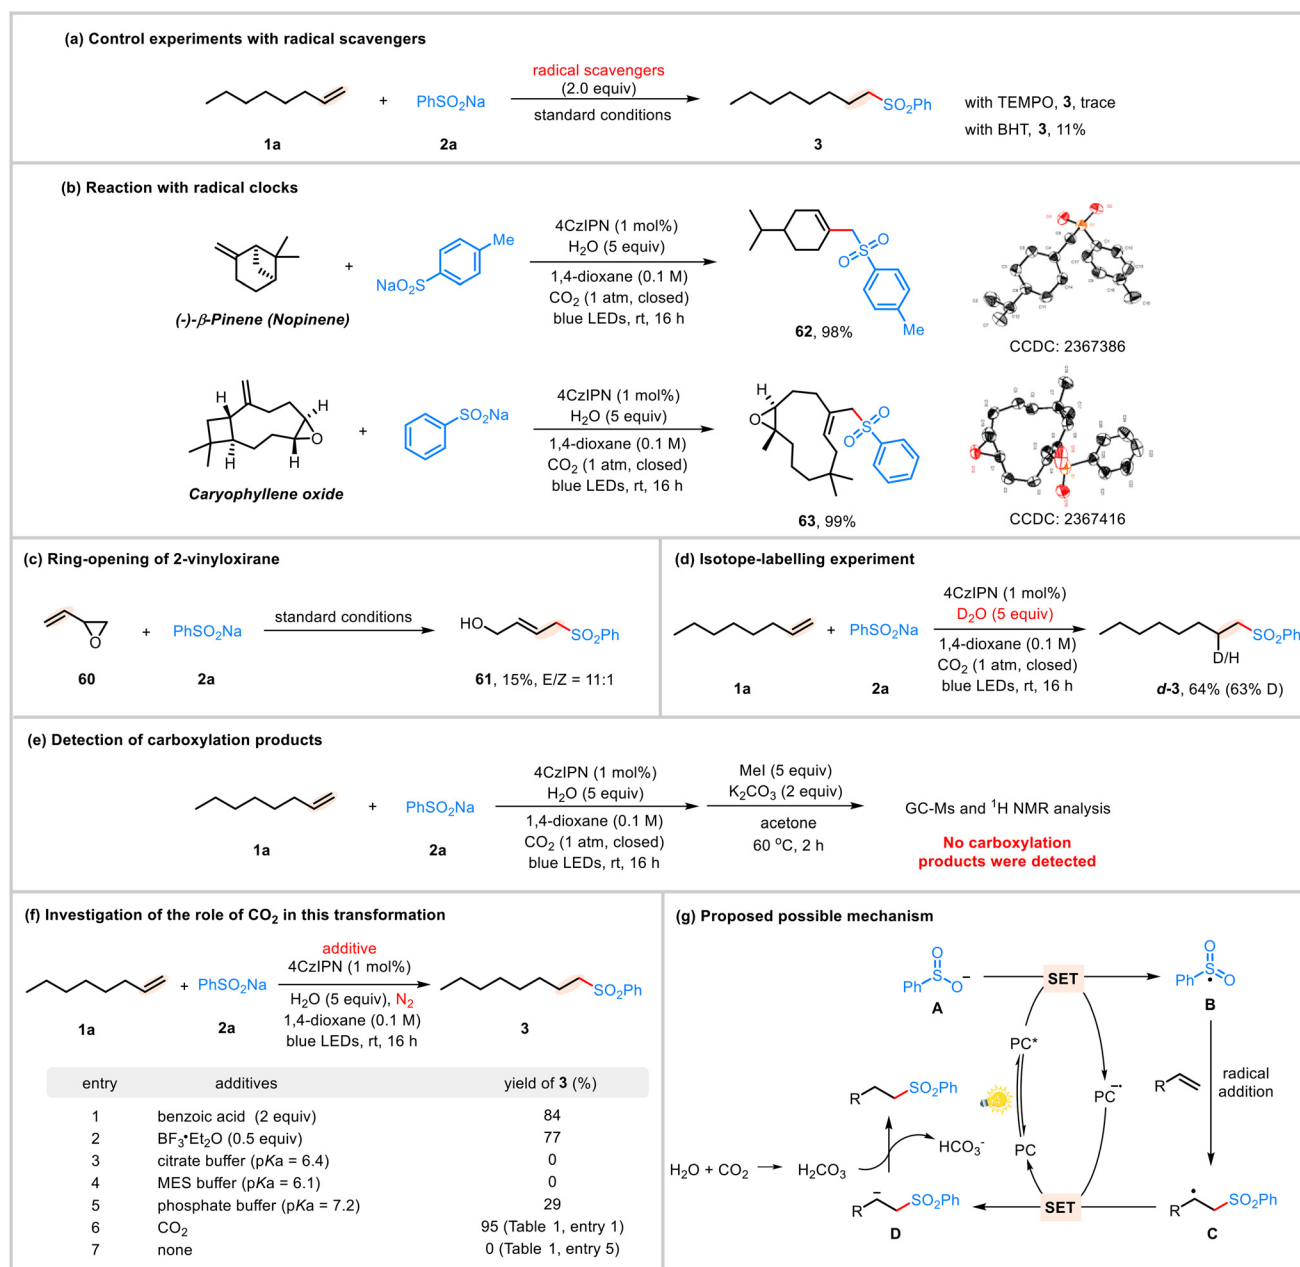 (a) Control experiments with radical scavengers
radical scavengers
(2.0 equiv)
standard conditions
+
PhSO2Na
SO2Ph
1a
2a
3
with TEMPO, 3, trace
with BHT, 3, 11%
(b) Reaction with radical clocks
(-)-β-Pinene (Nopinene)
+
NaO2S
Me
4CzIPN (1 mol%)
H2O (5 equiv)
1,4-dioxane (0.1 M)
CO2 (1 atm, closed)
blue LEDs, rt, 16 h
O
S
O
Me
62, 98%
CCDC: 2367386
H
H
O
H
H
Caryophyllene oxide
+
SO2Na
4CzIPN (1 mol%)
H2O (5 equiv)
1,4-dioxane (0.1 M)
CO2 (1 atm, closed)
blue LEDs, rt, 16 h
H
O
O
S
O
63, 99%
CCDC: 2367416
(c) Ring-opening of 2-vinyloxirane
O
+
PhSO2Na
standard conditions
HO
SO2Ph
60
2a
61, 15%, E/Z = 11:1
(d) Isotope-labelling experiment
+
PhSO2Na
4CzIPN (1 mol%)
D2O (5 equiv)
1,4-dioxane (0.1 M)
CO2 (1 atm, closed)
blue LEDs, rt, 16 h
SO2Ph
D/H
1a
2a
d-3, 64% (63% D)
(e) Detection of carboxylation products
+
PhSO2Na
1a
2a
4CzIPN (1 mol%)
H2O (5 equiv)
1,4-dioxane (0.1 M)
CO2 (1 atm, closed)
blue LEDs, rt, 16 h
MeI (5 equiv)
K2CO3 (2 equiv)
acetone
60 °C, 2 h
GC-Ms and 1H NMR analysis
No carboxylation
products were detected
(f) Investigation of the role of CO2 in this transformation
+
PhSO2Na
1a
2a
additive
4CzIPN (1 mol%)
H2O (5 equiv), N2
1,4-dioxane (0.1 M)
blue LEDs, rt, 16 h
SO2Ph
3
entry additives yield of 3 (%)
1 benzoic acid (2 equiv) 84
2 BF3•Et2O (0.5 equiv) 77
3 citrate buffer (pKa = 6.4) 0
4 MES buffer (pKa = 6.1) 0
5 phosphate buffer (pKa = 7.2) 29
6 CO2 95 (Table 1, entry 1)
7 none 0 (Table 1, entry 5)
(g) Proposed possible mechanism
O
Ph S O −
A
SET
O
Ph S O
B
PC*
PC −•
PC
R
radical
addition
R SO2Ph
H2O + CO2
H2CO3
HCO3-
R − SO2Ph
D
SET
R • SO2Ph
C